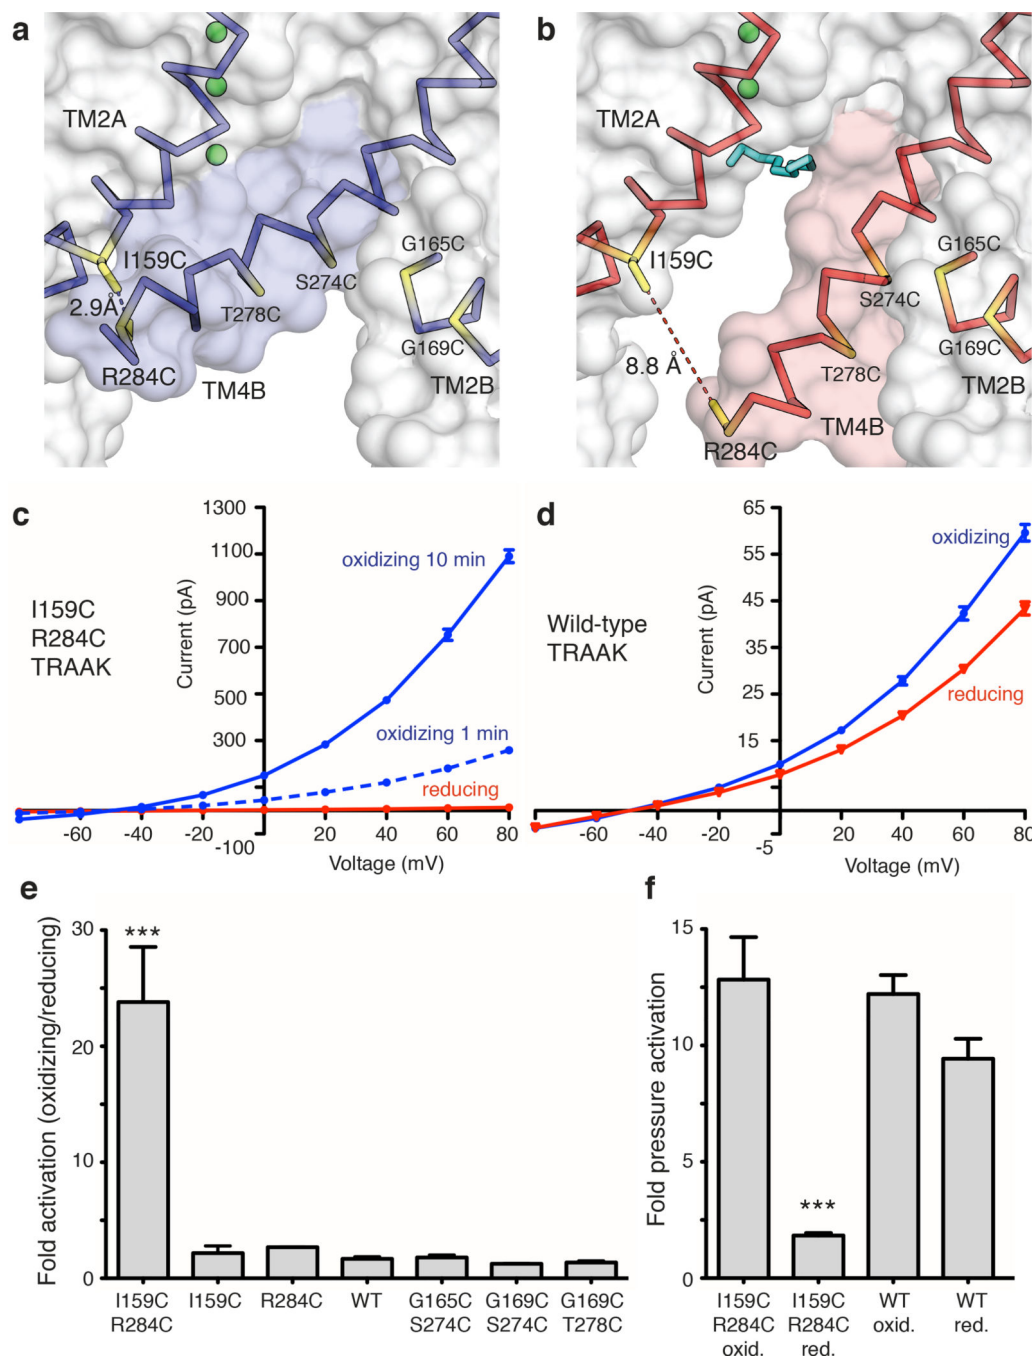 a
TM2A
I159C
2.9Å
R284C
T278C
S274C
TM4B
G165C
G169C
TM2B
b
TM2A
I159C
8.8 Å
R284C
G165C
S274C
G169C
T278C
TM2B
TM4B
c
I159C
R284C
TRAAK
Current (pA)
1300
1100
900
700
500
300
-100
oxidizing 10 min
oxidizing 1 min
reducing
-60 -20 20 40 60 80
Voltage (mV)
d
Wild-type
TRAAK
Current (pA)
65
55
45
35
25
15
-5
oxidizing
reducing
-60 -40 -20 20 40 60 80
Voltage (mV)
e
Fold activation (oxidizing/reducing)
30
20
10
0
***
I159C I159C R284C WT G165C G169C G169C
R284C S274C S274C T278C
f
Fold pressure activation
15
10
5
0
***
I159C I159C WT WT
R284C R284C oxid. red.
oxid. red.